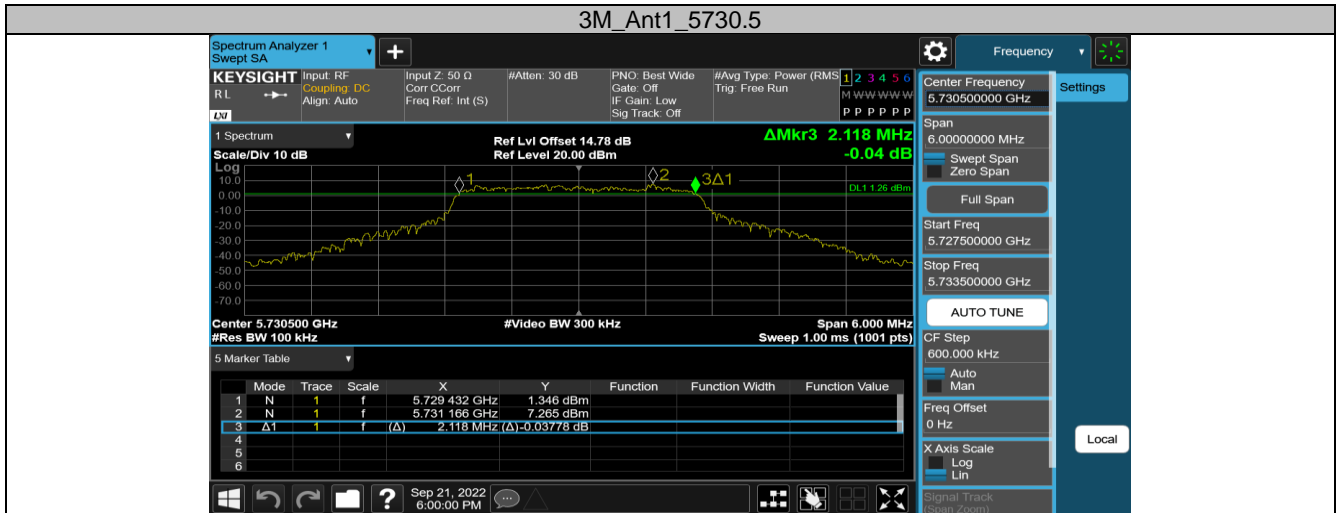 3M_Ant1_5730.5
Spectrum Analyzer 1
Swept SA
+
Frequency
KEYSIGHT
RL
LXI
Input: RF
Coupling: DC
Align: Auto
Input Z: 50 Ω
Corr CCorr
Freq Ref: Int (S)
#Atten: 30 dB
PNO: Best Wide
Gate: Off
IF Gain: Low
Sig Track: Off
#Avg Type: Power (RMS
Trig: Free Run
1 2 3 4 5 6
M W W W W W
P P P P P P
1 Spectrum
Scale/Div 10 dB
Ref Lvl Offset 14.78 dB
Ref Level 20.00 dBm
ΔMkr3 2.118 MHz
-0.04 dB
Log
10.0
0.00
-10.0
-20.0
-30.0
-40.0
-50.0
-60.0
-70.0
1
2
3Δ1
DL1 1.26 dBm
Center 5.730500 GHz
#Res BW 100 kHz
#Video BW 300 kHz
Span 6.000 MHz
Sweep 1.00 ms (1001 pts)
5 Marker Table
Mode Trace Scale X Y Function Function Width Function Value
1 N 1 f 5.729 432 GHz 1.346 dBm
2 N 1 f 5.731 166 GHz 7.265 dBm
3 Δ1 1 f (Δ) 2.118 MHz (Δ) -0.03778 dB
4
5
6
?
Sep 21, 2022
6:00:00 PM
Center Frequency
5.730500000 GHz
Settings
Span
6.00000000 MHz
Swept Span
Zero Span
Full Span
Start Freq
5.727500000 GHz
Stop Freq
5.733500000 GHz
AUTO TUNE
CF Step
600.000 kHz
Auto
Man
Freq Offset
0 Hz
X Axis Scale
Log
Lin
Local
Signal Track
(Span Zoom)